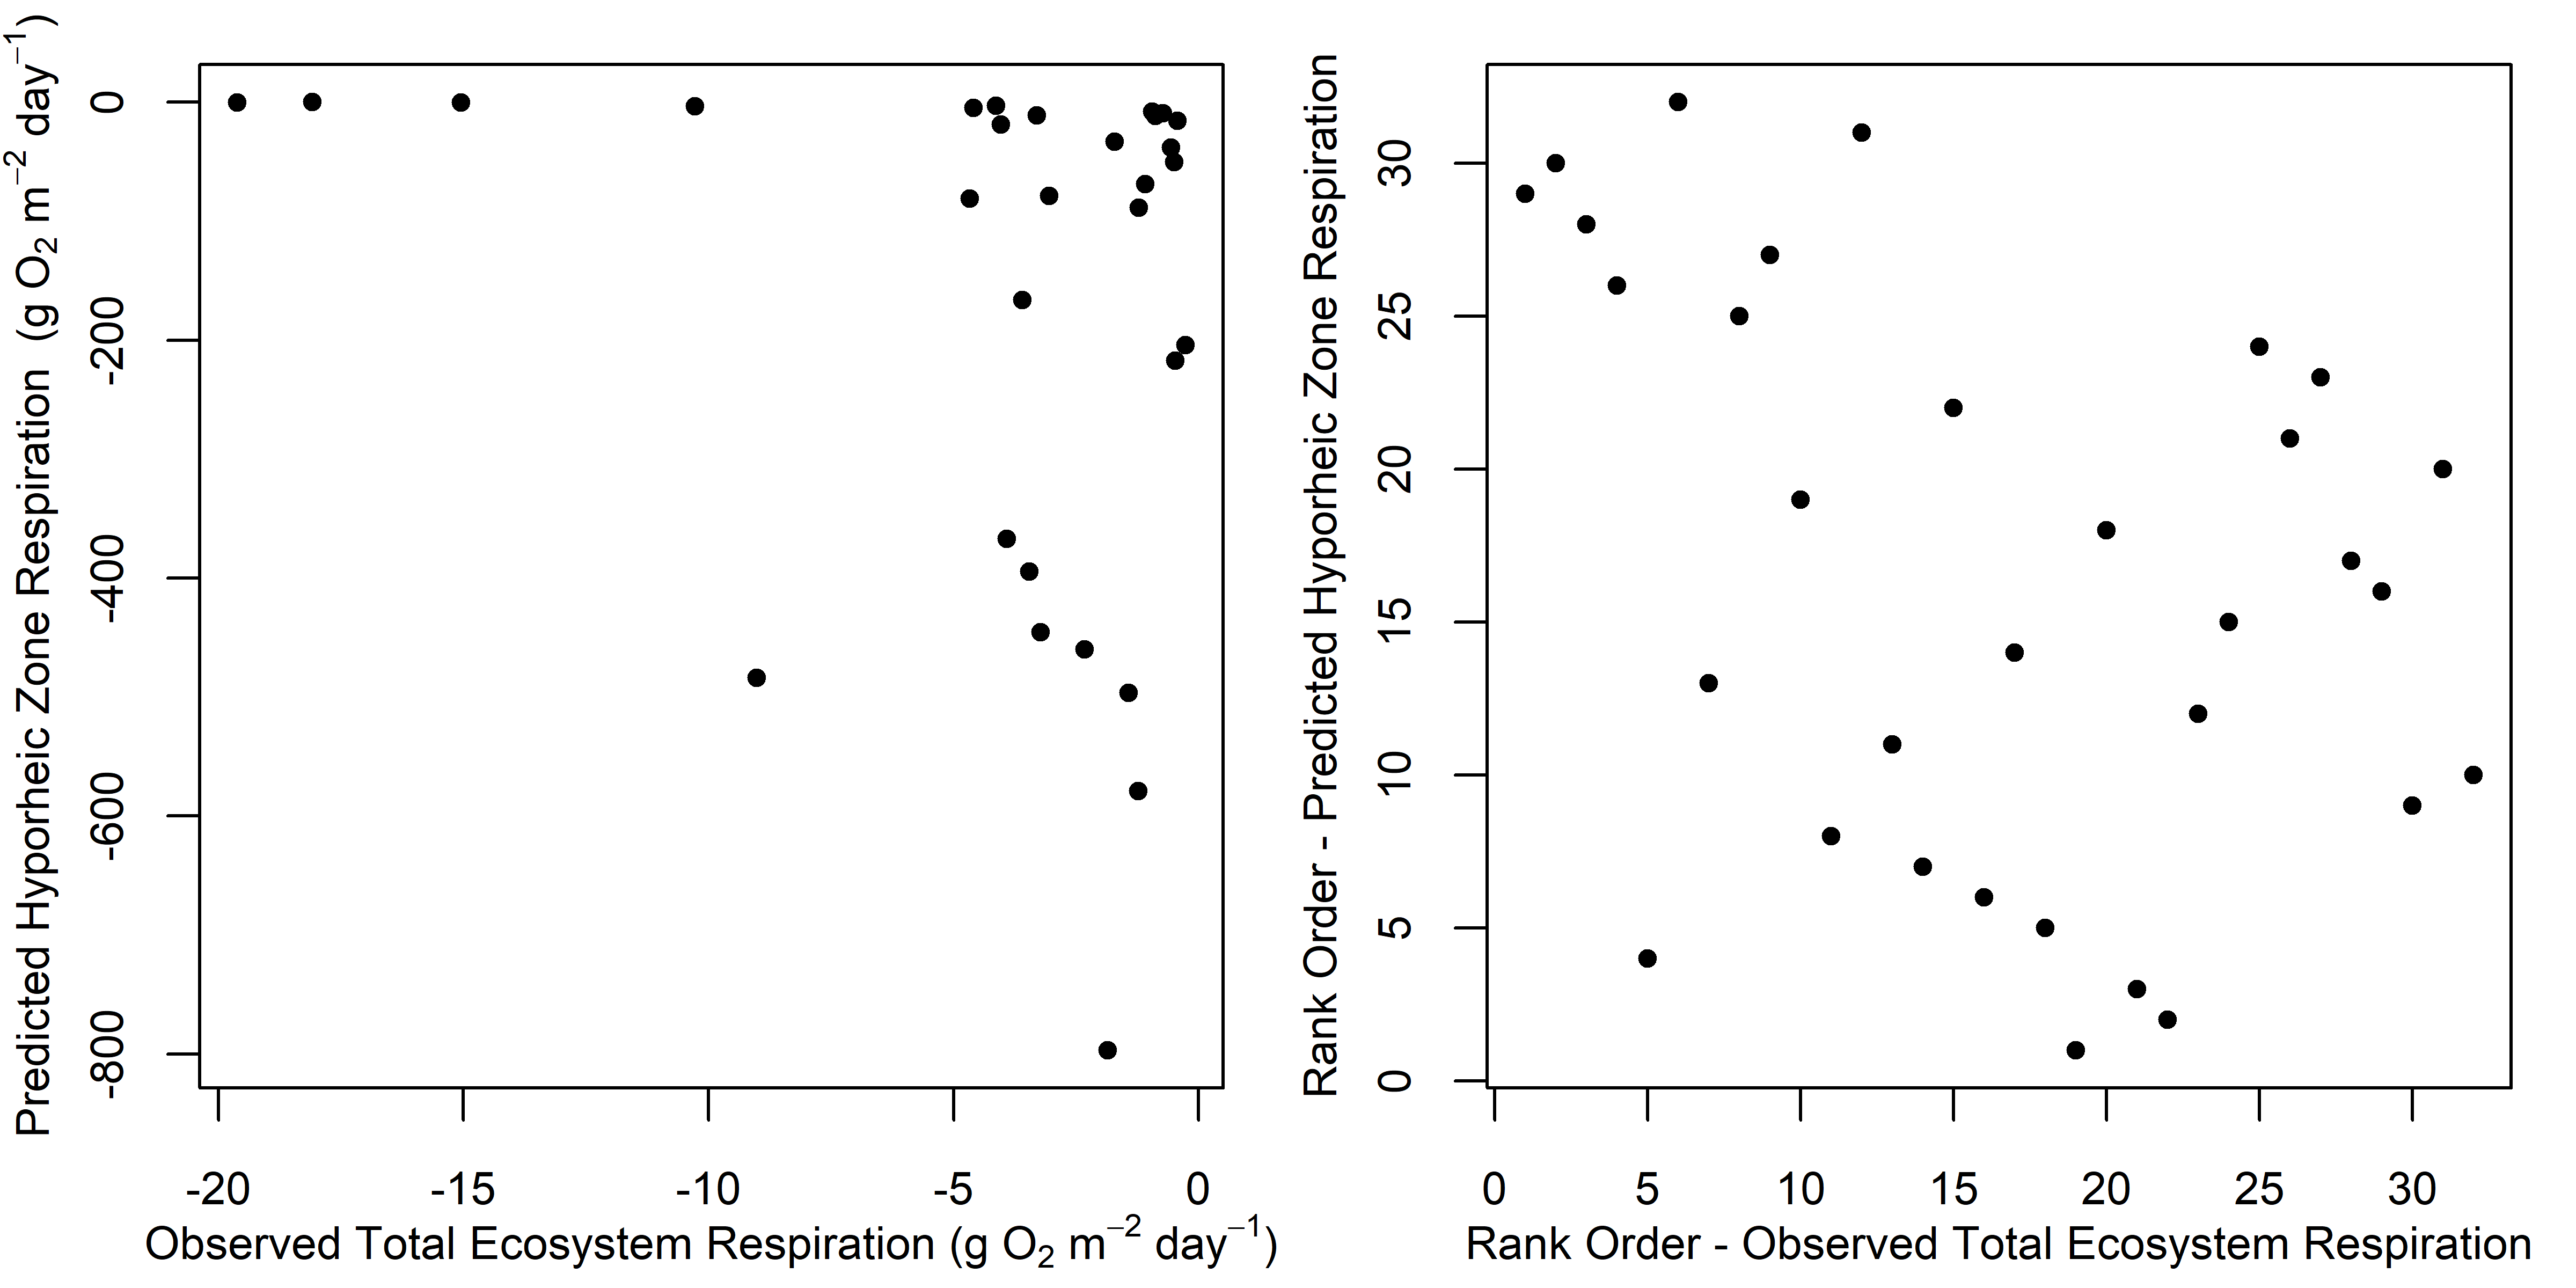 Predicted Hyporheic Zone Respiration (g O₂ m⁻² day⁻¹)
0
-200
-400
-600
-800
-20 -15 -10 -5 0
Observed Total Ecosystem Respiration (g O₂ m⁻² day⁻¹)
Rank Order - Predicted Hyporheic Zone Respiration
30
25
20
15
10
5
0
0 5 10 15 20 25 30
Rank Order - Observed Total Ecosystem Respiration